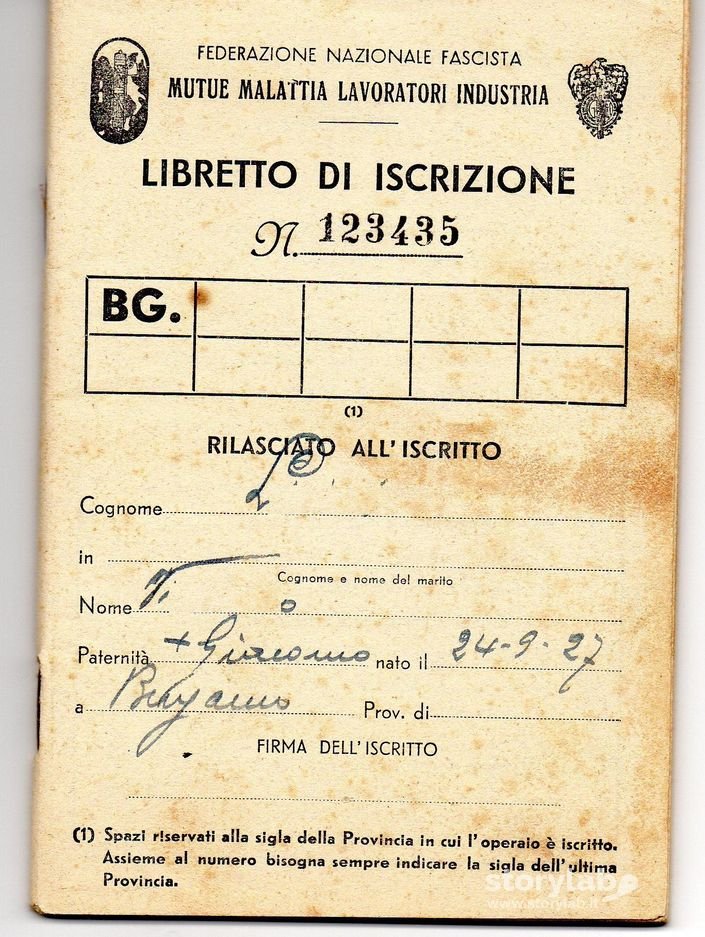 FEDERAZIONE NAZIONALE FASCISTA
MUTUE MALATTIA LAVORATORI INDUSTRIA
LIBRETTO DI ISCRIZIONE
N. 123435
BG.
(1)
RILASCIATO ALL'ISCRITTO
Cognome
in
Cognome e nome del marito
Nome
Paternità + Giacomo nato il 24-9-27
a Bergamo Prov. di
FIRMA DELL'ISCRITTO
(1) Spazi riservati alla sigla della Provincia in cui l'operaio è iscritto.
Assieme al numero bisogna sempre indicare la sigla dell'ultima
Provincia.
storylab
www.storylab.it